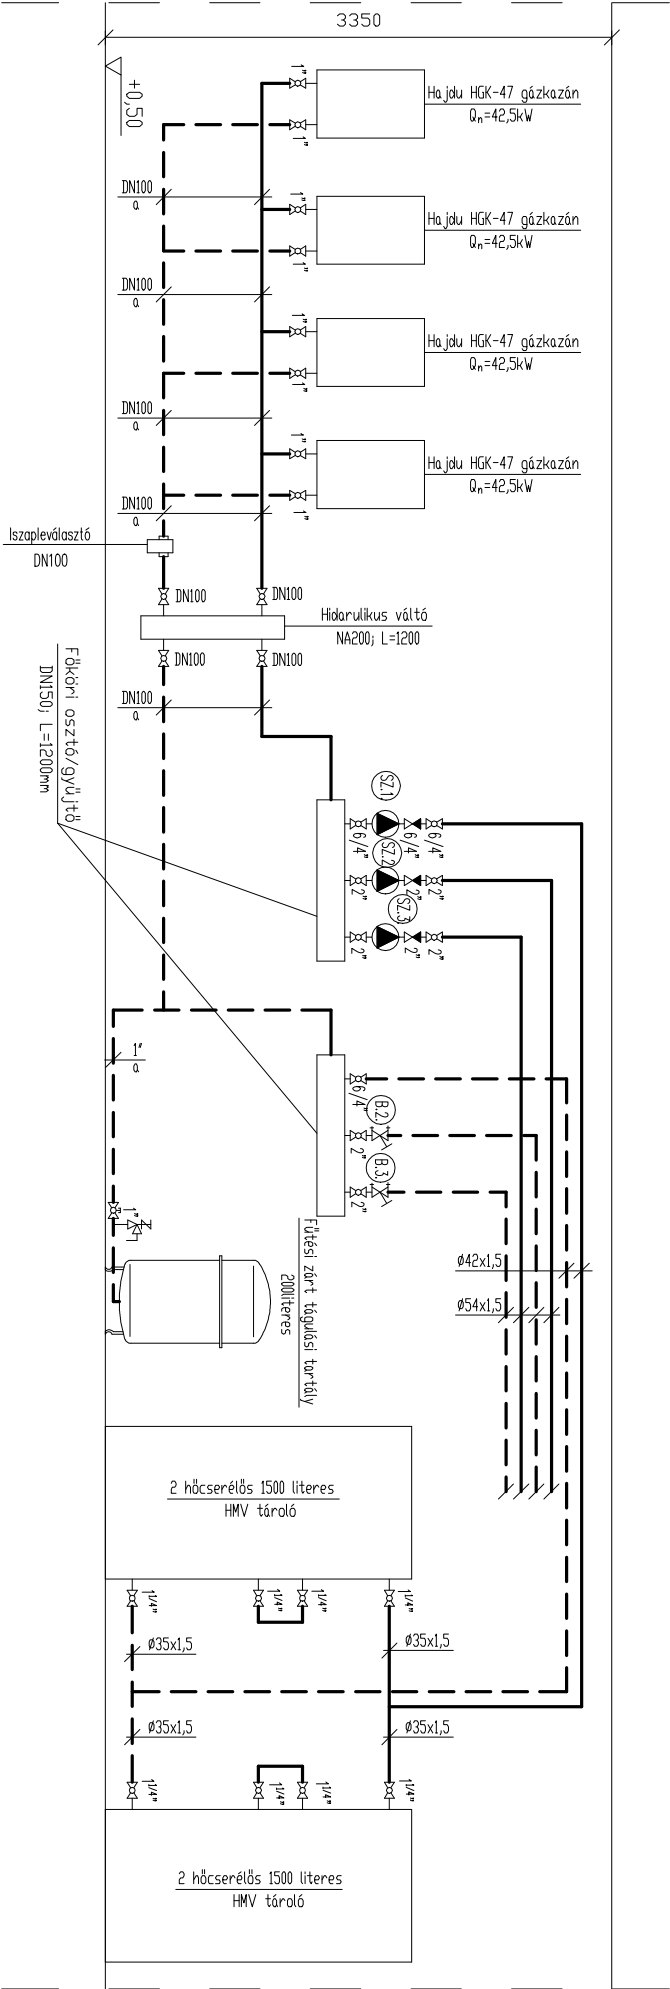 3350
+0,50
1"
Hajdu HGK-47 gázkazán
Qn=42,5kW
1"
DN100
a
1"
Hajdu HGK-47 gázkazán
Qn=42,5kW
1"
DN100
a
1"
Hajdu HGK-47 gázkazán
Qn=42,5kW
1"
DN100
a
1"
Hajdu HGK-47 gázkazán
Qn=42,5kW
1"
DN100
a
Iszapleválasztó
DN100
DN100
DN100
Hidarulikus váltó
NA200; L=1200
DN100
DN100
DN100
a
Főköri osztó/gyűjtő
DN150; L=1200mm
SZ.1.
6/4"
6/4"
6/4"
SZ.2.
2"
2"
2"
SZ.3.
2"
2"
2"
1"
a
6/4"
B.2.
2"
B.3.
2"
1"
Fűtési zárt tágulási tartály
200literes
Ø42x1,5
Ø54x1,5
2 hőcserélős 1500 literes
HMV tároló
1 1/4"
1 1/4"
1 1/4"
1 1/4"
Ø35x1,5
Ø35x1,5
Ø35x1,5
Ø35x1,5
1 1/4"
1 1/4"
1 1/4"
1 1/4"
2 hőcserélős 1500 literes
HMV tároló